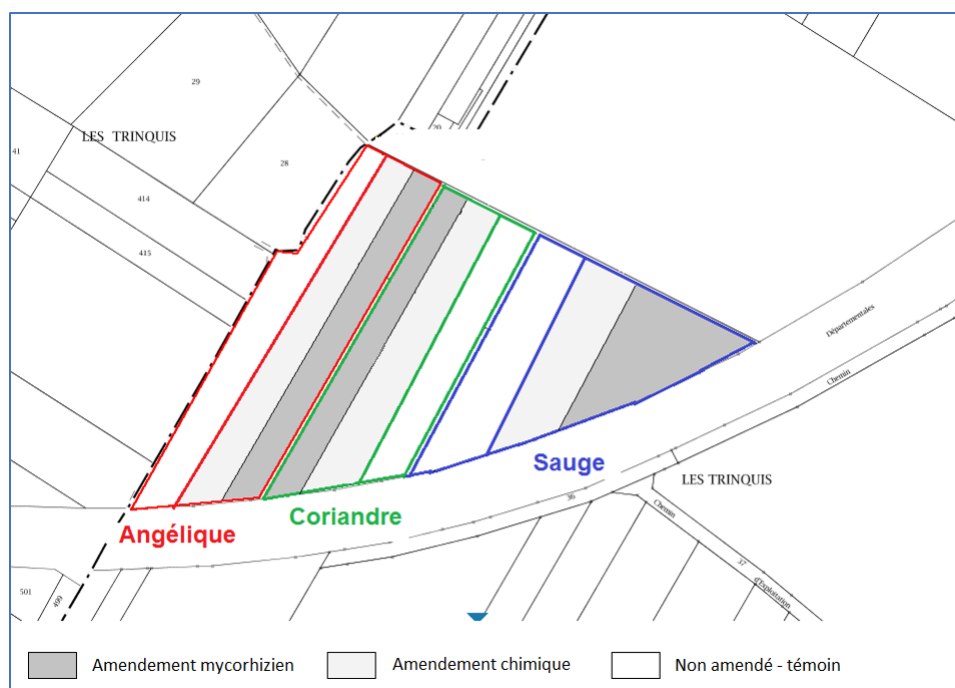 29
LES TRINQUIS
41
28
414
415
Départementales
Chemin
Sauge
LES TRINQUIS
36
Coriandre
Angélique
Chemin
37
d'Exploitation
501
499
Amendement mycorhizien
Amendement chimique
Non amendé - témoin